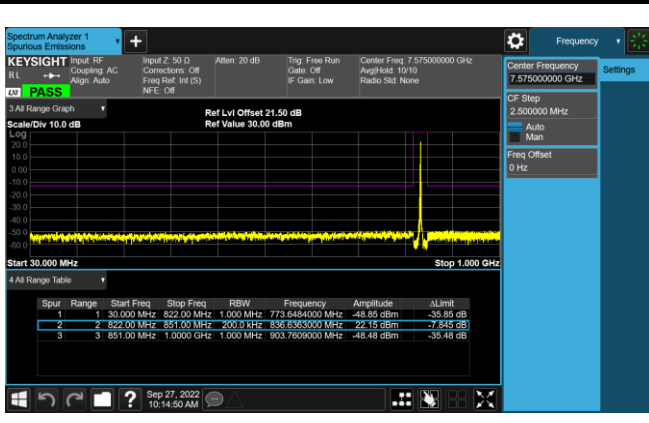 Spectrum Analyzer 1
Spurious Emissions
+
Frequency
KEYSIGHT
Input: RF
Coupling: AC
Align: Auto
Input Z: 50 Ω
Corrections: Off
Freq Ref: Int (S)
NFE: Off
Atten: 20 dB
Trig: Free Run
Gate: Off
IF Gain: Low
Center Freq: 7.575000000 GHz
Avg|Hold: 10/10
Radio Std: None
R L
LXI
PASS
Center Frequency
7.575000000 GHz
Settings
CF Step
2.500000 MHz
Auto
Man
Freq Offset
0 Hz
3 All Range Graph
Scale/Div 10.0 dB
Ref Lvl Offset 21.50 dB
Ref Value 30.00 dBm
Log
20.0
10.0
0.00
-10.0
-20.0
-30.0
-40.0
-50.0
-60.0
Start 30.000 MHz
Stop 1.000 GHz
4 All Range Table
Spur Range Start Freq Stop Freq RBW Frequency Amplitude ΔLimit
1 1 30.000 MHz 822.00 MHz 1.000 MHz 773.6484000 MHz -48.85 dBm -35.85 dB
2 2 822.00 MHz 851.00 MHz 200.0 kHz 836.6363000 MHz 22.15 dBm -7.845 dB
3 3 851.00 MHz 1.0000 GHz 1.000 MHz 903.7609000 MHz -48.48 dBm -35.48 dB
?
Sep 27, 2022
10:14:50 AM